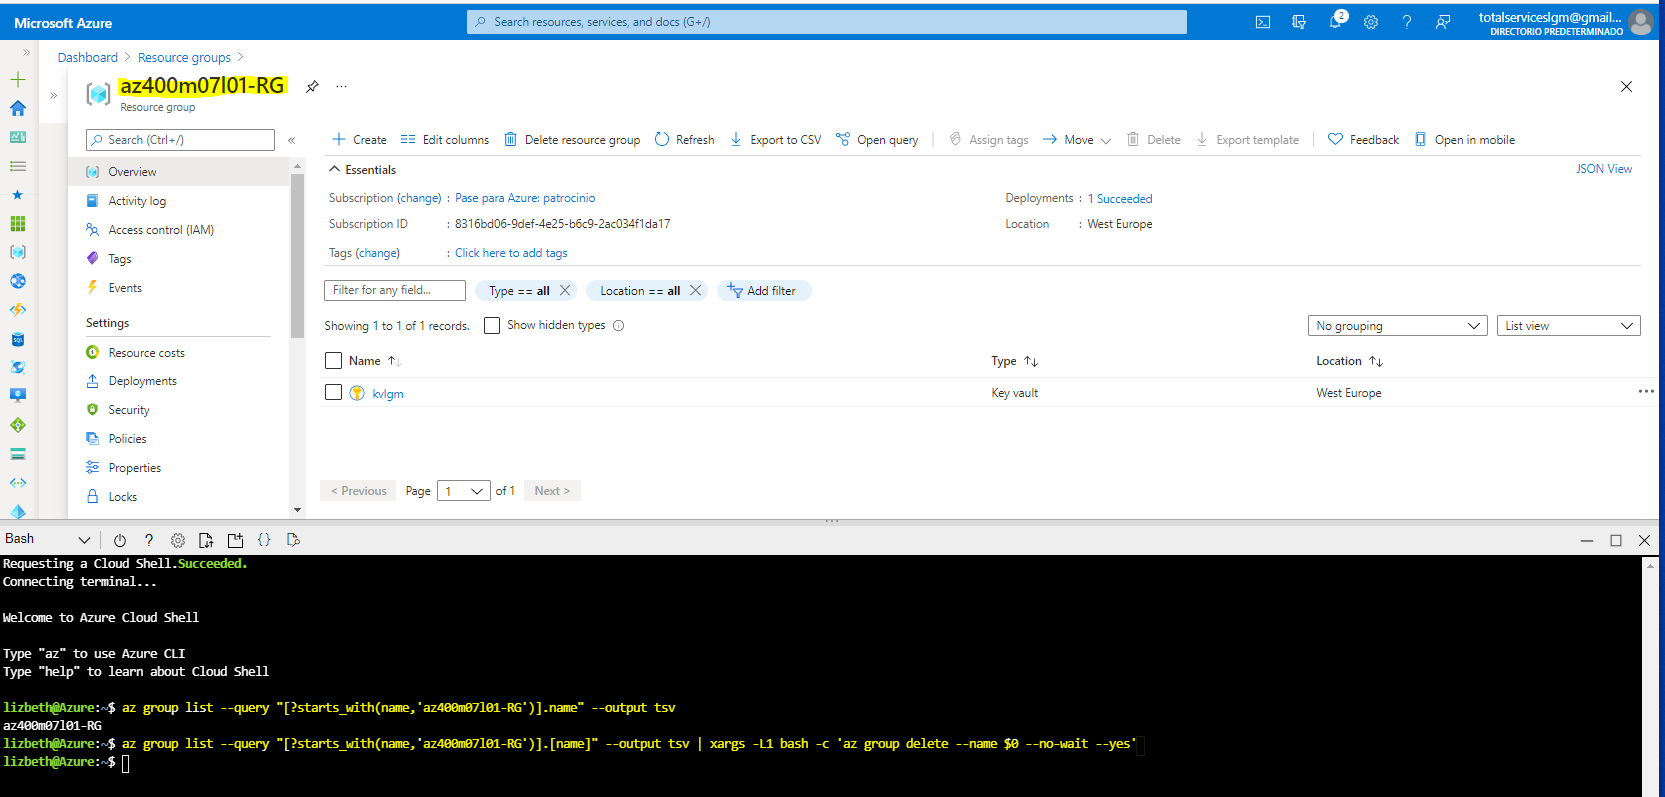 Microsoft Azure
Search resources, services, and docs (G+/)
2
totalserviceslgm@gmail...
DIRECTORIO PREDETERMINADO
Dashboard > Resource groups >
az400m07l01-RG
Resource group
Search (Ctrl+/)
Create Edit columns Delete resource group Refresh Export to CSV Open query Assign tags Move Delete Export template Feedback Open in mobile
Overview
Activity log
Access control (IAM)
Tags
Events
Settings
Resource costs
Deployments
Security
Policies
Properties
Locks
Essentials
JSON View
Subscription (change) : Pase para Azure: patrocinio
Deployments : 1 Succeeded
Subscription ID : 8316bd06-9def-4e25-b6c9-2ac034f1da17
Location : West Europe
Tags (change) : Click here to add tags
Filter for any field... Type == all Location == all Add filter
Showing 1 to 1 of 1 records. Show hidden types
No grouping List view
Name Type Location
kvlgm Key vault West Europe
< Previous Page 1 of 1 Next >
Bash
Requesting a Cloud Shell.Succeeded.
Connecting terminal...
Welcome to Azure Cloud Shell
Type "az" to use Azure CLI
Type "help" to learn about Cloud Shell
lizbeth@Azure:~$ az group list --query "[?starts_with(name,'az400m07l01-RG')].name" --output tsv
az400m07l01-RG
lizbeth@Azure:~$ az group list --query "[?starts_with(name,'az400m07l01-RG')].[name]" --output tsv | xargs -L1 bash -c 'az group delete --name $0 --no-wait --yes'
lizbeth@Azure:~$